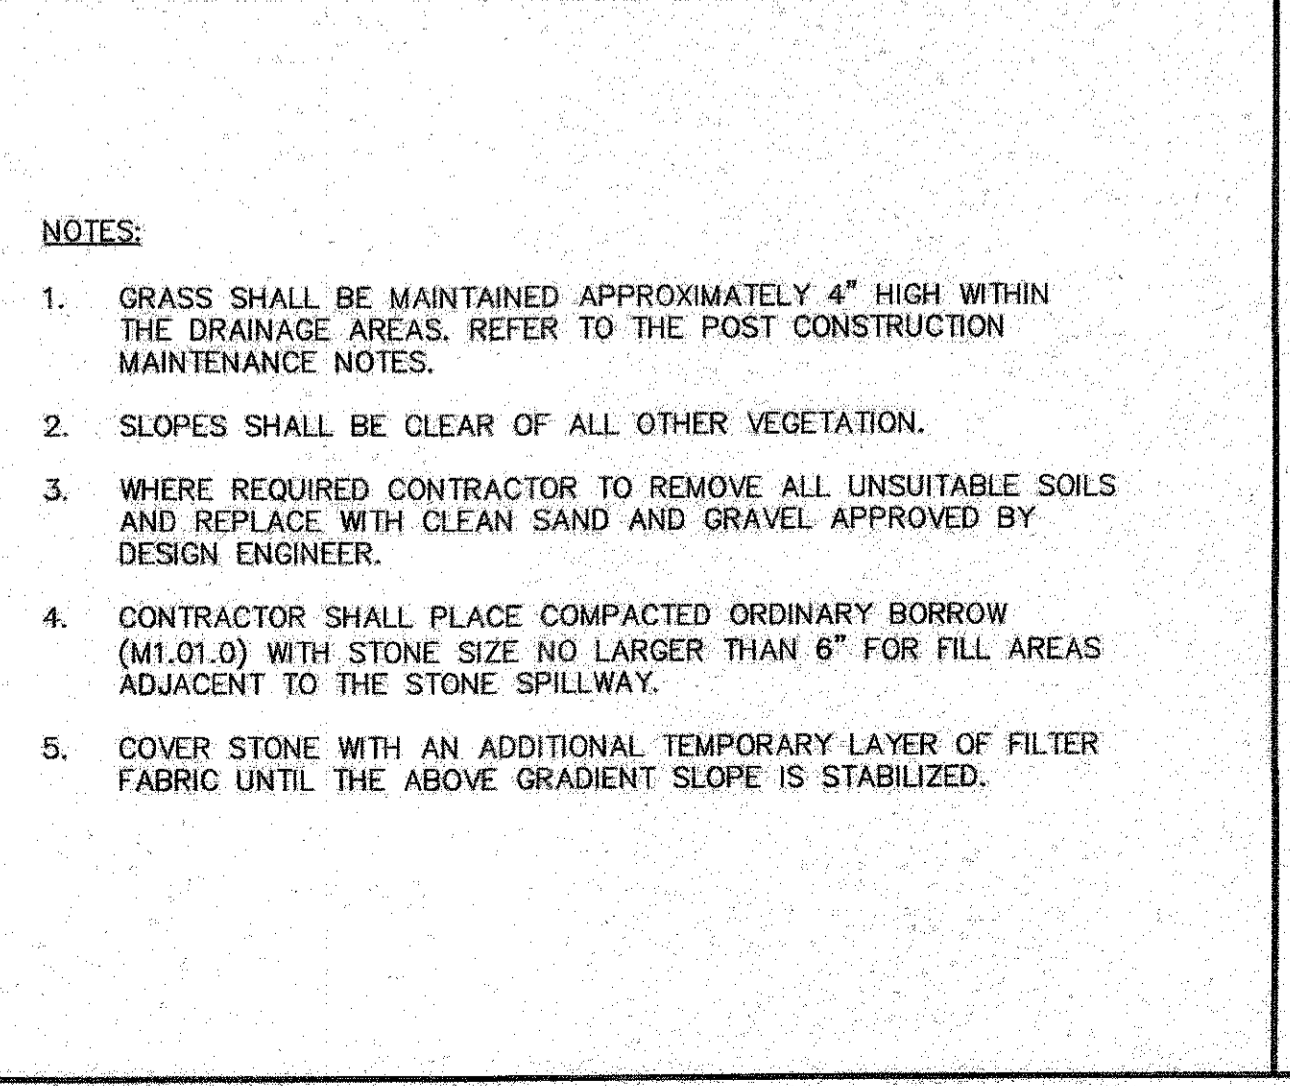 NOTES:
1. GRASS SHALL BE MAINTAINED APPROXIMATELY 4" HIGH WITHIN
THE DRAINAGE AREAS. REFER TO THE POST CONSTRUCTION
MAINTENANCE NOTES.
2. SLOPES SHALL BE CLEAR OF ALL OTHER VEGETATION.
3. WHERE REQUIRED CONTRACTOR TO REMOVE ALL UNSUITABLE SOILS
AND REPLACE WITH CLEAN SAND AND GRAVEL APPROVED BY
DESIGN ENGINEER.
4. CONTRACTOR SHALL PLACE COMPACTED ORDINARY BORROW
(M1.01.0) WITH STONE SIZE NO LARGER THAN 6" FOR FILL AREAS
ADJACENT TO THE STONE SPILLWAY.
5. COVER STONE WITH AN ADDITIONAL TEMPORARY LAYER OF FILTER
FABRIC UNTIL THE ABOVE GRADIENT SLOPE IS STABILIZED.